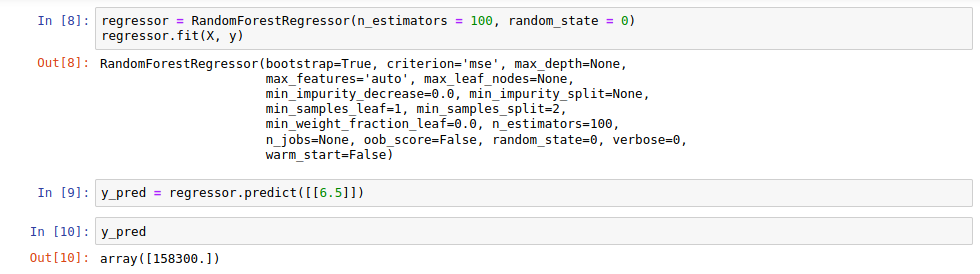 In [8]: regressor = RandomForestRegressor(n_estimators = 100, random_state = 0)
regressor.fit(X, y)
Out[8]: RandomForestRegressor(bootstrap=True, criterion='mse', max_depth=None,
max_features='auto', max_leaf_nodes=None,
min_impurity_decrease=0.0, min_impurity_split=None,
min_samples_leaf=1, min_samples_split=2,
min_weight_fraction_leaf=0.0, n_estimators=100,
n_jobs=None, oob_score=False, random_state=0, verbose=0,
warm_start=False)
In [9]: y_pred = regressor.predict([[6.5]])
In [10]: y_pred
Out[10]: array([158300.])